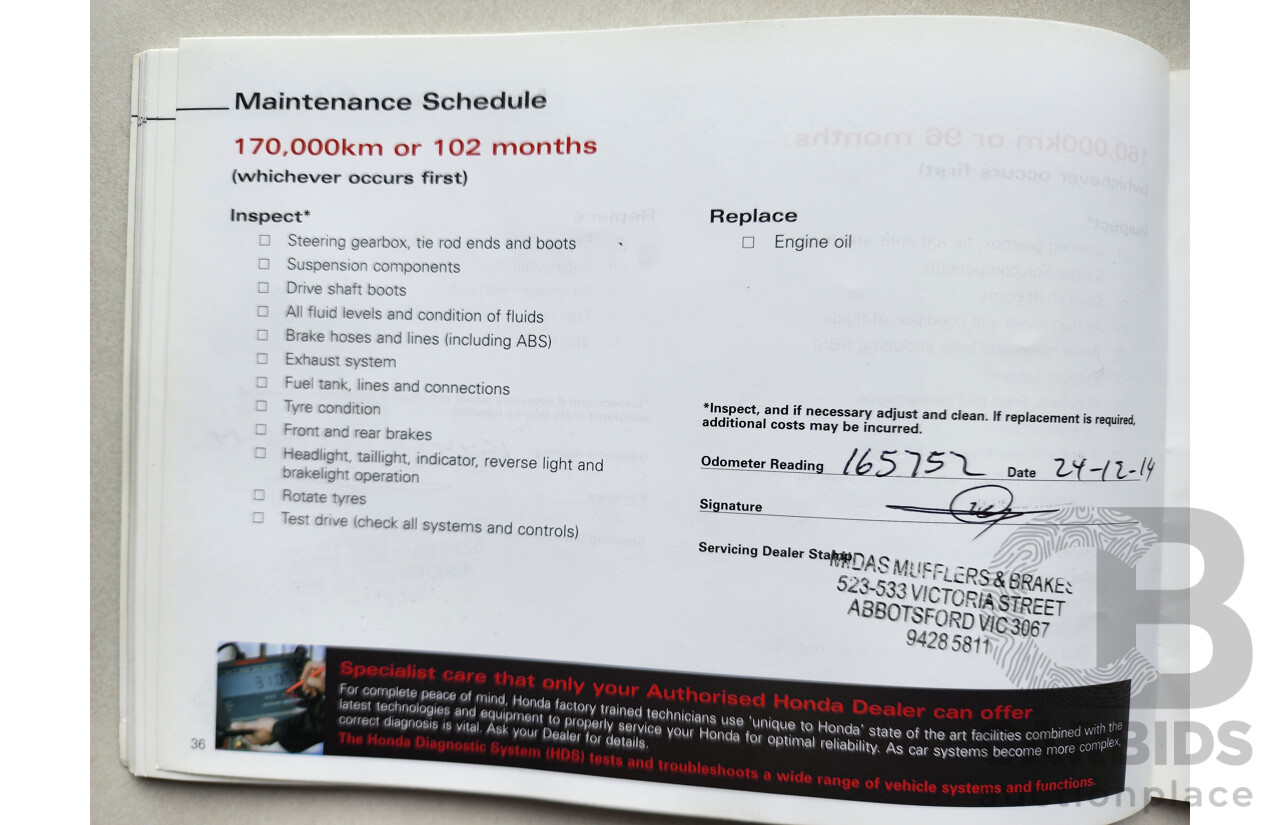 Maintenance Schedule
170,000km or 102 months
(whichever occurs first)
Inspect*
Steering gearbox, tie rod ends and boots
Suspension components
Drive shaft boots
All fluid levels and condition of fluids
Brake hoses and lines (including ABS)
Exhaust system
Fuel tank, lines and connections
Tyre condition
Front and rear brakes
Headlight, taillight, indicator, reverse light and
brakelight operation
Rotate tyres
Test drive (check all systems and controls)
Replace
Engine oil
*Inspect, and if necessary adjust and clean. If replacement is required,
additional costs may be incurred.
Odometer Reading 165752 Date 24-12-14
Signature
Servicing Dealer Stamp
MIDAS MUFFLERS & BRAKES
523-533 VICTORIA STREET
ABBOTSFORD VIC 3067
9428 5811
Specialist care that only your Authorised Honda Dealer can offer
For complete peace of mind, Honda factory trained technicians use 'unique to Honda' state of the art facilities combined with the
latest technologies and equipment to properly service your Honda for optimal reliability. As car systems become more complex,
correct diagnosis is vital. Ask your Dealer for details.
The Honda Diagnostic System (HDS) tests and troubleshoots a wide range of vehicle systems and functions.
36